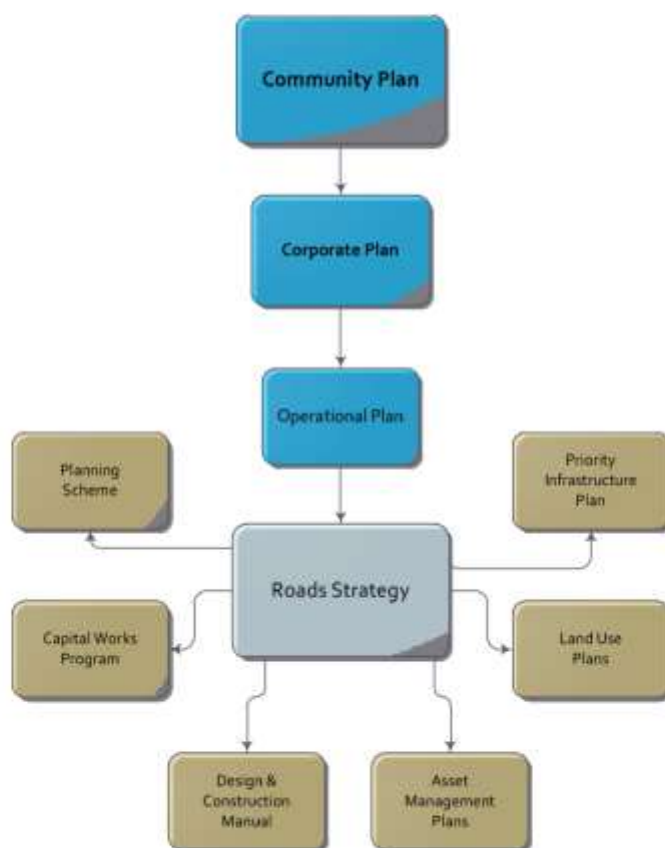 Community Plan
Corporate Plan
Operational Plan
Planning
Scheme
Priority
Infrastructure
Plan
Roads Strategy
Capital Works
Program
Land Use
Plans
Design &
Construction
Manual
Asset
Management
Plans